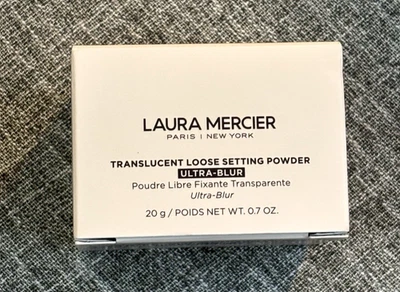 LAURA MERCIER
PARIS | NEW YORK
TRANSLUCENT LOOSE SETTING POWDER
ULTRA-BLUR
Poudre Libre Fixante Transparente
Ultra-Blur
20 g / POIDS NET WT. 0.7 OZ.